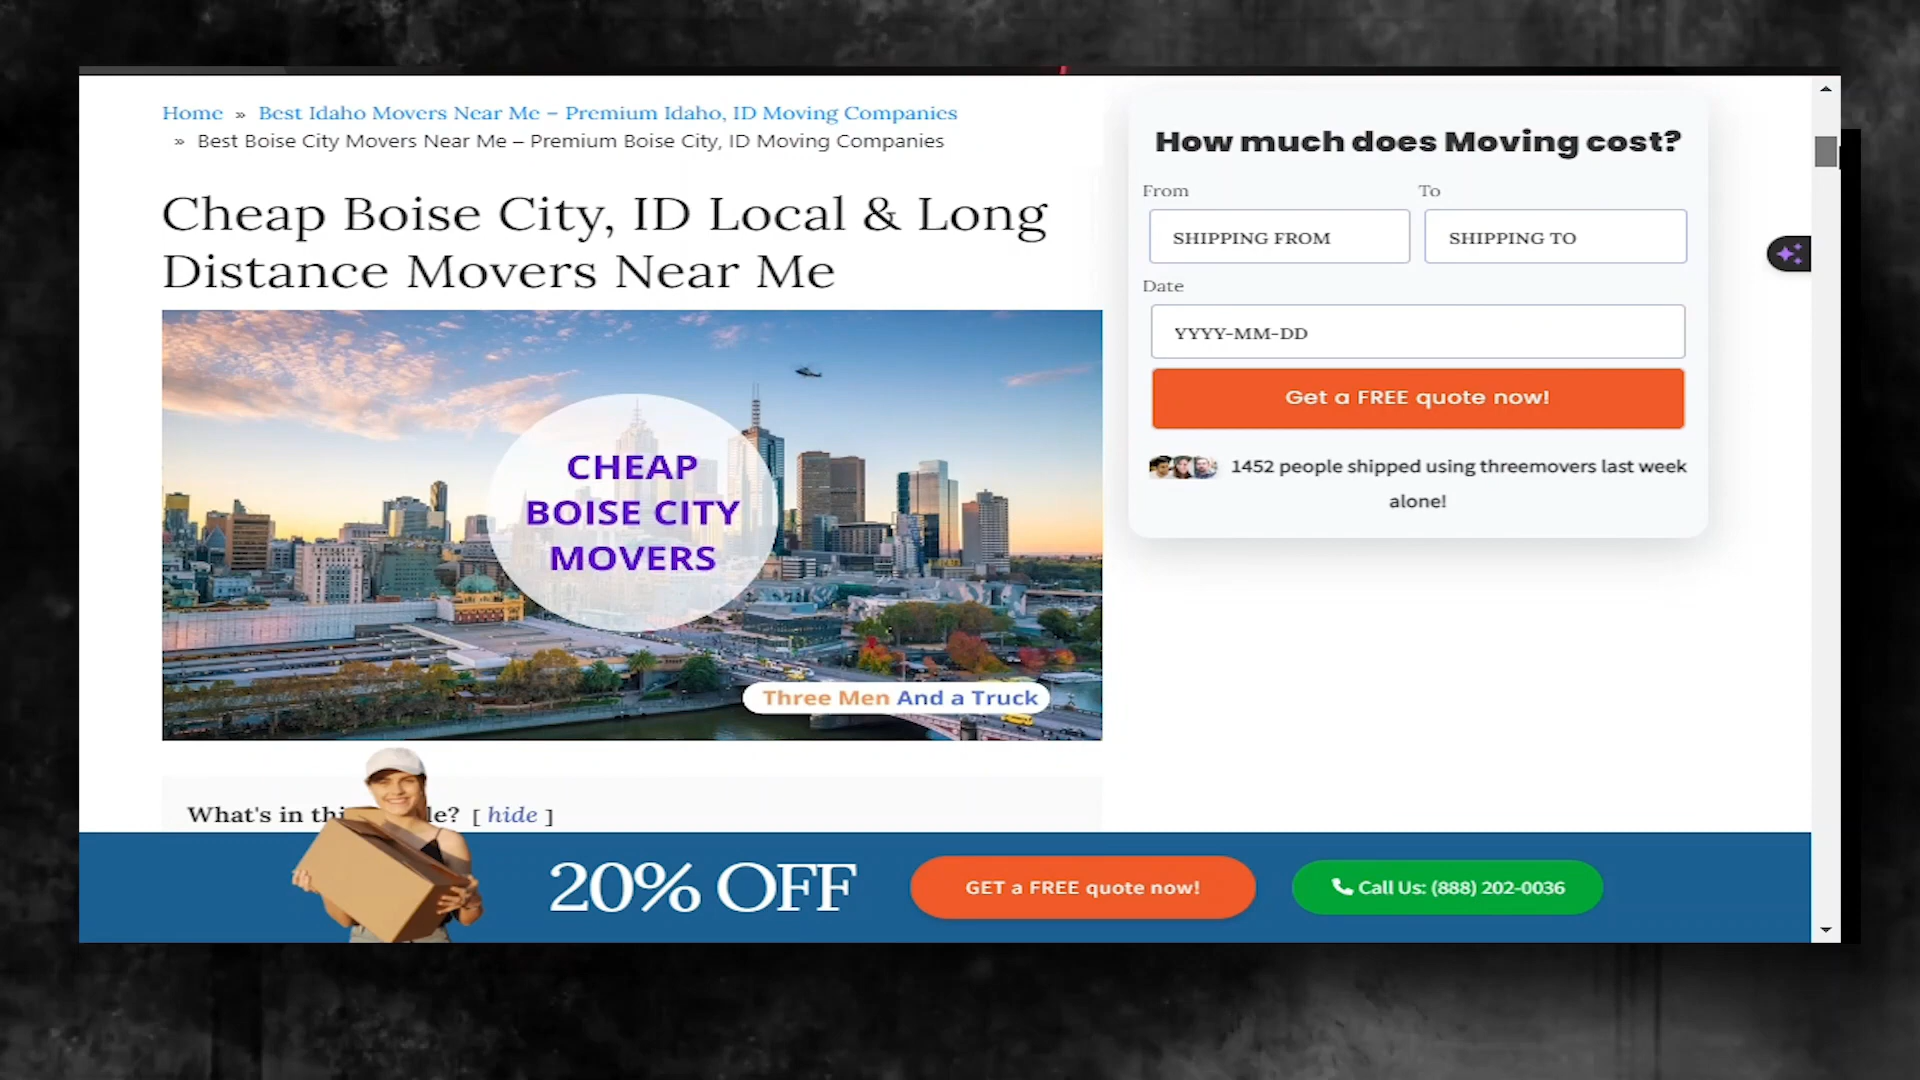 Home » Best Idaho Movers Near Me – Premium Idaho, ID Moving Companies
» Best Boise City Movers Near Me – Premium Boise City, ID Moving Companies
Cheap Boise City, ID Local & Long
Distance Movers Near Me
CHEAP
BOISE CITY
MOVERS
Three Men And a Truck
What's in thi le? [ hide ]
How much does Moving cost?
From To
SHIPPING FROM SHIPPING TO
Date
YYYY-MM-DD
Get a FREE quote now!
1452 people shipped using threemovers last week
alone!
20% OFF GET a FREE quote now! Call Us: (888) 202-0036